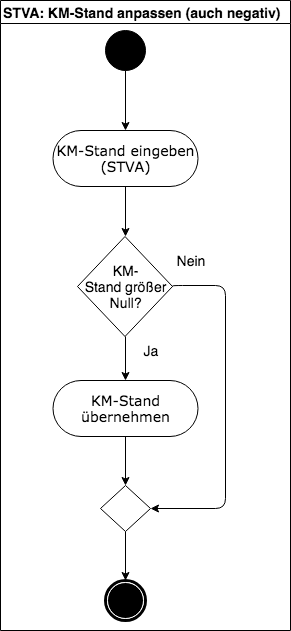 STVA: KM-Stand anpassen (auch negativ)
KM-Stand eingeben
(STVA)
KM-
Stand größer
Null?
Nein
Ja
KM-Stand
übernehmen